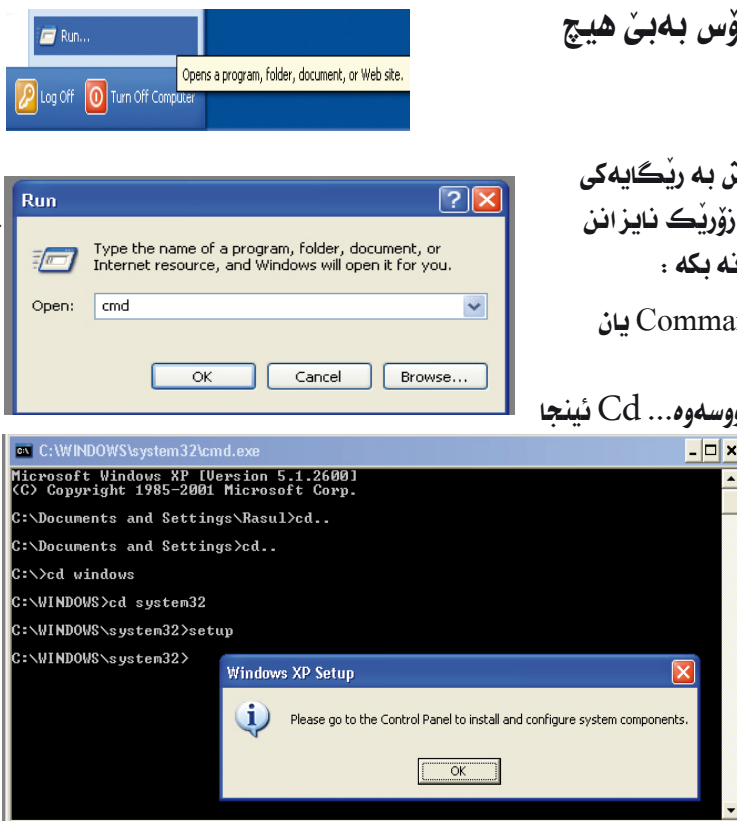 ۆس بەبێ هیچ
Run...
Opens a program, folder, document, or Web site.
Log Off
Turn Off Computer
ش بە رێگایەکی
زۆرێک نایزانن
بکە :
یان
Run
Type the name of a program, folder, document, or
Internet resource, and Windows will open it for you.
Open:
cmd
OK
Cancel
Browse...
ووسەوە... Cd ئینجا
C:\WINDOWS\system32\cmd.exe
Microsoft Windows XP [Version 5.1.2600]
(C) Copyright 1985-2001 Microsoft Corp.
C:\Documents and Settings\Rasul>cd..
C:\Documents and Settings>cd..
C:\>cd windows
C:\WINDOWS>cd system32
C:\WINDOWS\system32>setup
C:\WINDOWS\system32>
Windows XP Setup
Please go to the Control Panel to install and configure system components.
OK